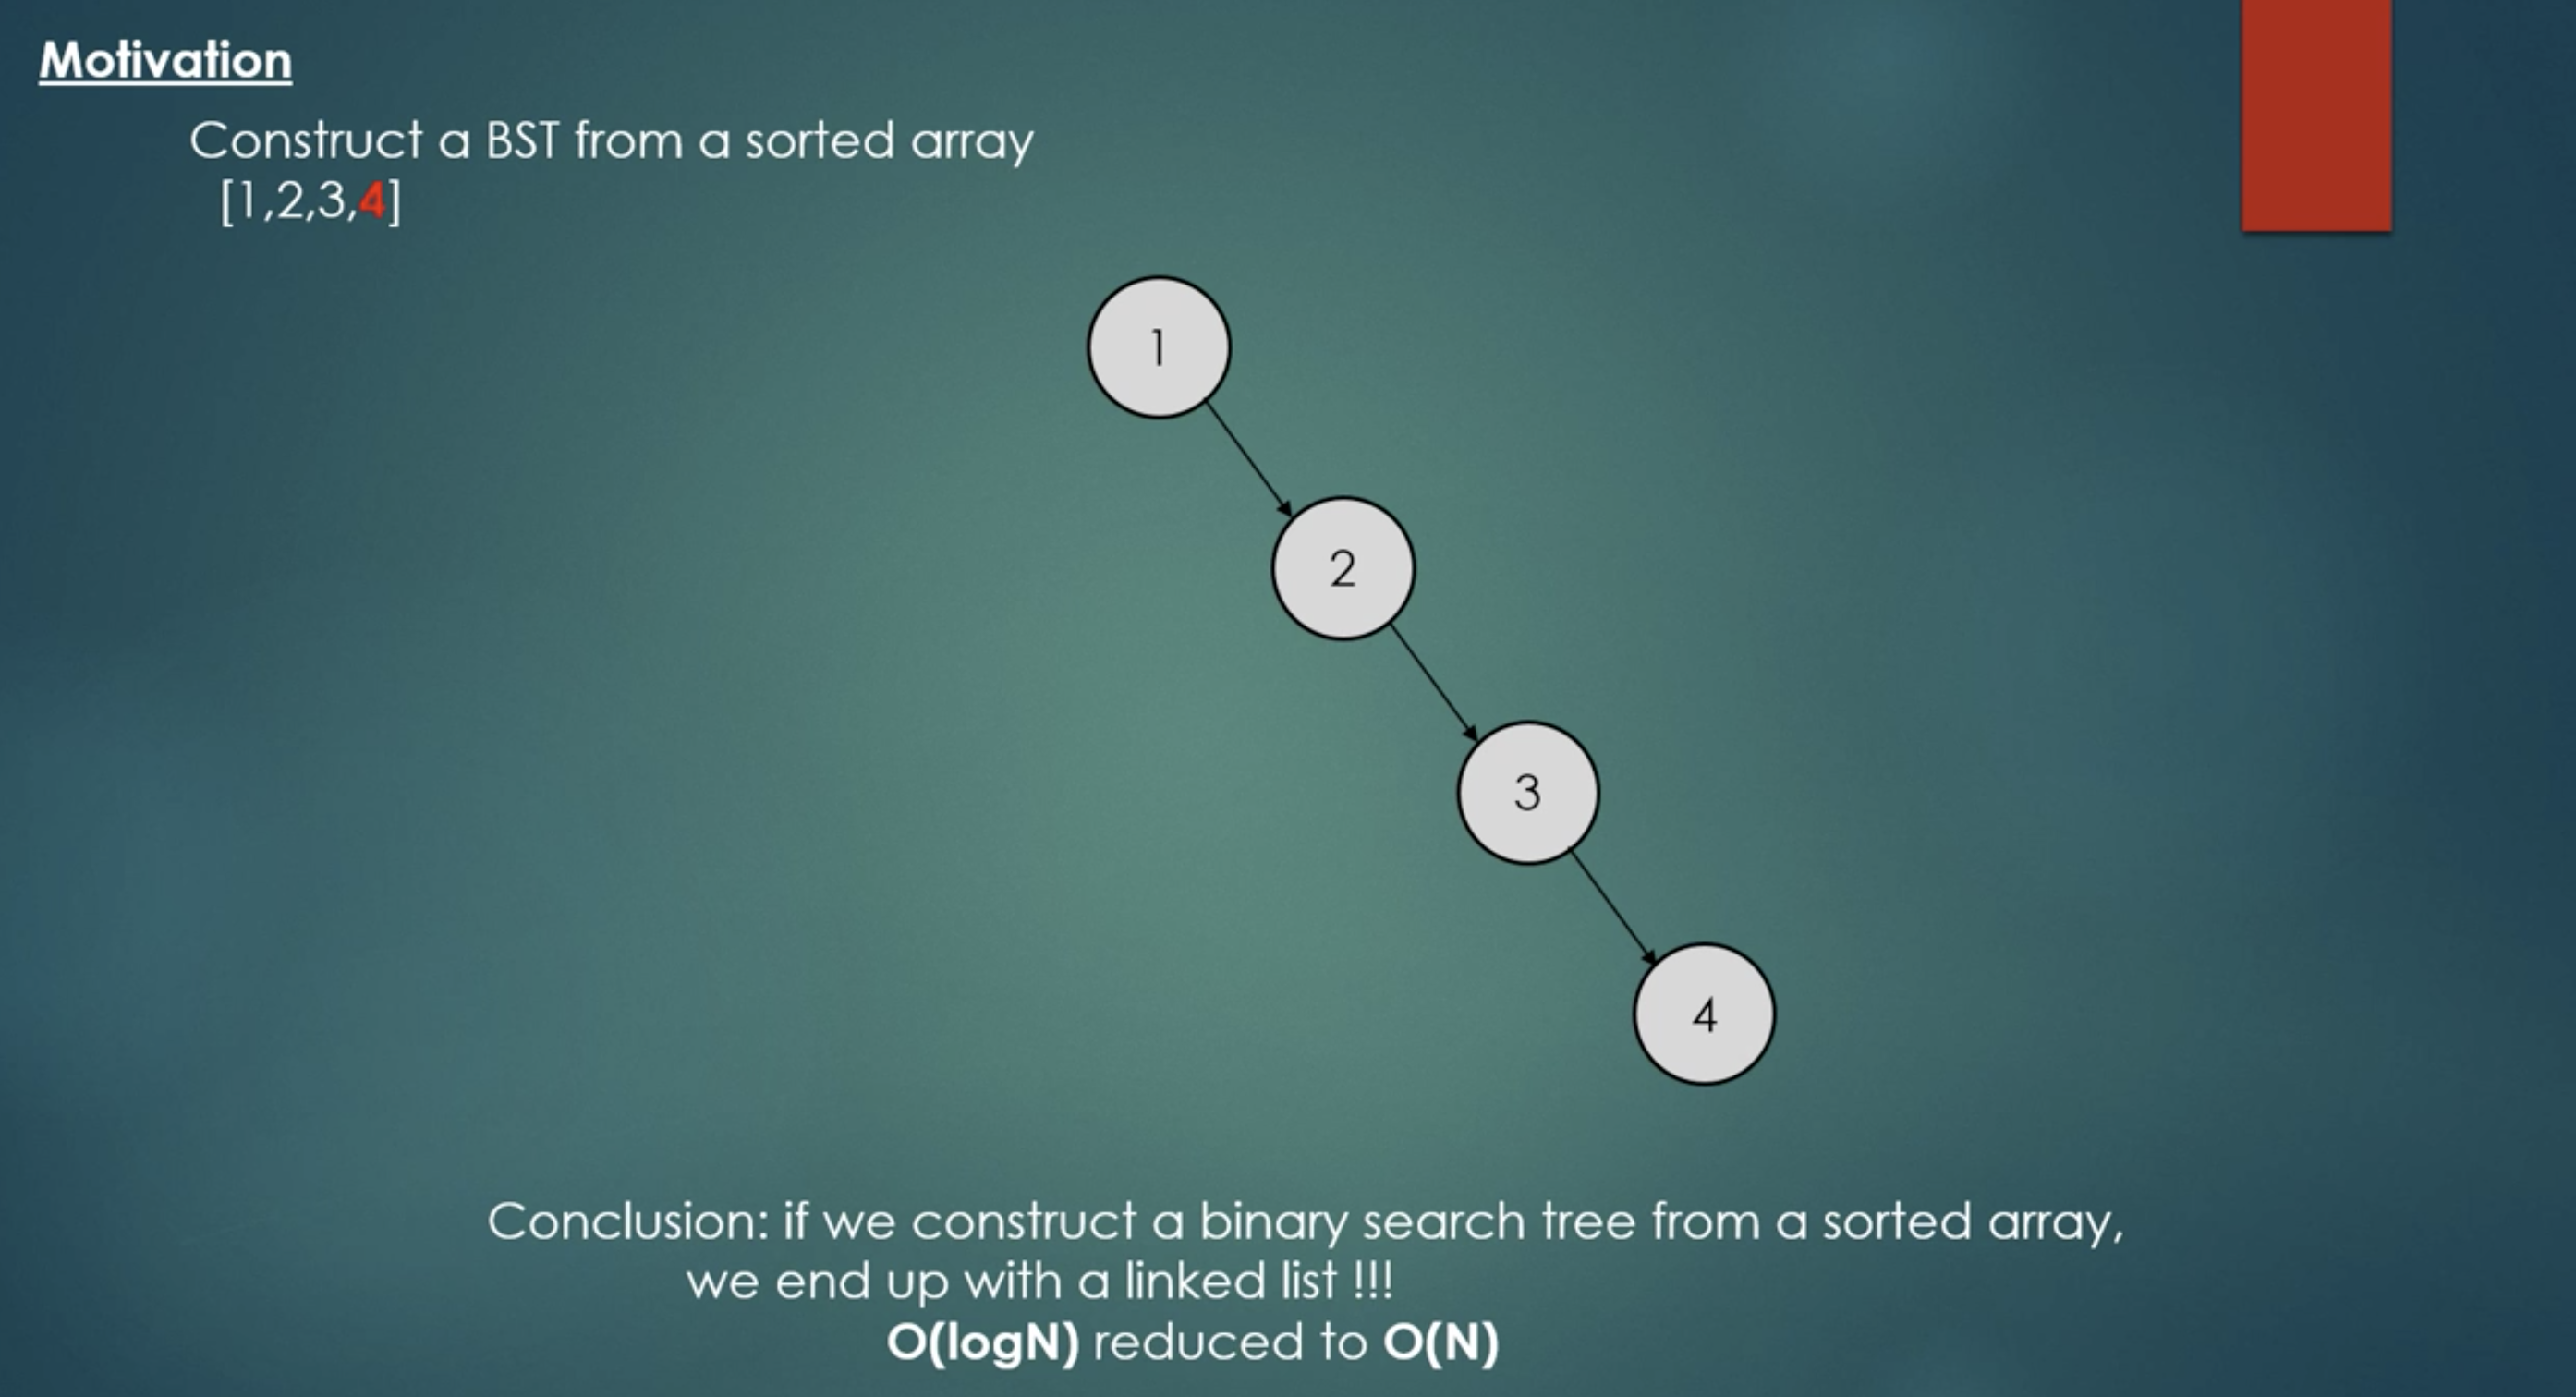 Motivation
Construct a BST from a sorted array
[1,2,3,4]
1
2
3
4
Conclusion: if we construct a binary search tree from a sorted array,
we end up with a linked list !!!
O(logN) reduced to O(N)